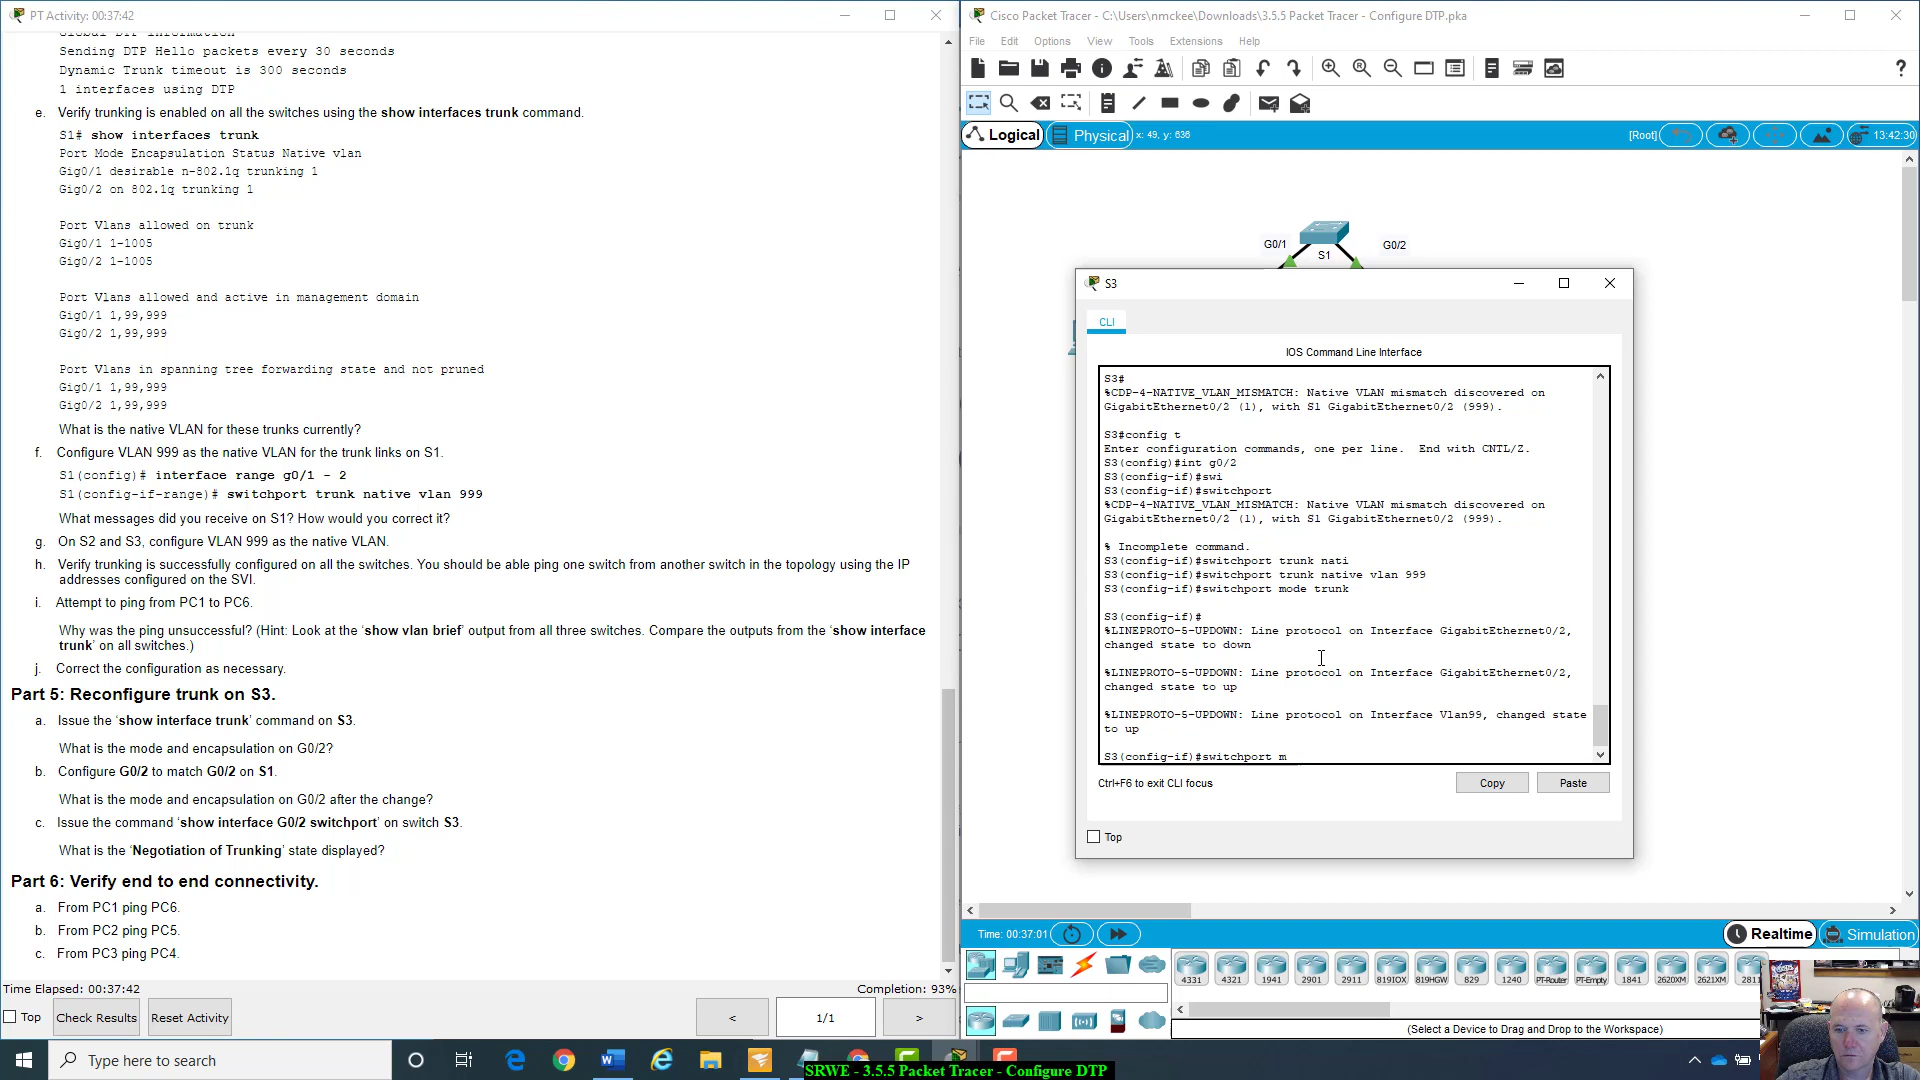 PT Activity: 00:37:42
Sending DTP Hello packets every 30 seconds
Dynamic Trunk timeout is 300 seconds
1 interfaces using DTP
e. Verify trunking is enabled on all the switches using the show interfaces trunk command.
S1# show interfaces trunk
Port Mode Encapsulation Status Native vlan
Gig0/1 desirable n-802.1q trunking 1
Gig0/2 on 802.1q trunking 1
Port Vlans allowed on trunk
Gig0/1 1-1005
Gig0/2 1-1005
Port Vlans allowed and active in management domain
Gig0/1 1,99,999
Gig0/2 1,99,999
Port Vlans in spanning tree forwarding state and not pruned
Gig0/1 1,99,999
Gig0/2 1,99,999
What is the native VLAN for these trunks currently?
f. Configure VLAN 999 as the native VLAN for the trunk links on S1.
S1(config)# interface range g0/1 - 2
S1(config-if-range)# switchport trunk native vlan 999
What messages did you receive on S1? How would you correct it?
g. On S2 and S3, configure VLAN 999 as the native VLAN.
h. Verify trunking is successfully configured on all the switches. You should be able ping one switch from another switch in the topology using the IP
addresses configured on the SVI.
i. Attempt to ping from PC1 to PC6.
Why was the ping unsuccessful? (Hint: Look at the 'show vlan brief' output from all three switches. Compare the outputs from the 'show interface
trunk' on all switches.)
j. Correct the configuration as necessary.
Part 5: Reconfigure trunk on S3.
a. Issue the 'show interface trunk' command on S3.
What is the mode and encapsulation on G0/2?
b. Configure G0/2 to match G0/2 on S1.
What is the mode and encapsulation on G0/2 after the change?
c. Issue the command 'show interface G0/2 switchport' on switch S3.
What is the 'Negotiation of Trunking' state displayed?
Part 6: Verify end to end connectivity.
a. From PC1 ping PC6.
b. From PC2 ping PC5.
c. From PC3 ping PC4.
Time Elapsed: 00:37:42 Completion: 93%
Top Check Results Reset Activity < 1/1 >
Cisco Packet Tracer - C:\Users\nmckee\Downloads\3.5.5 Packet Tracer - Configure DTP.pka
File Edit Options View Tools Extensions Help
?
Logical Physical x: 49, y: 636 [Root] 13:42:30
G0/1 S1 G0/2
S3
CLI
IOS Command Line Interface
S3#
%CDP-4-NATIVE_VLAN_MISMATCH: Native VLAN mismatch discovered on
GigabitEthernet0/2 (1), with S1 GigabitEthernet0/2 (999).
S3#config t
Enter configuration commands, one per line. End with CNTL/Z.
S3(config)#int g0/2
S3(config-if)#swi
S3(config-if)#switchport
%CDP-4-NATIVE_VLAN_MISMATCH: Native VLAN mismatch discovered on
GigabitEthernet0/2 (1), with S1 GigabitEthernet0/2 (999).
% Incomplete command.
S3(config-if)#switchport trunk nati
S3(config-if)#switchport trunk native vlan 999
S3(config-if)#switchport mode trunk
S3(config-if)#
%LINEPROTO-5-UPDOWN: Line protocol on Interface GigabitEthernet0/2,
changed state to down
%LINEPROTO-5-UPDOWN: Line protocol on Interface GigabitEthernet0/2,
changed state to up
%LINEPROTO-5-UPDOWN: Line protocol on Interface Vlan99, changed state
to up
S3(config-if)#switchport m
Ctrl+F6 to exit CLI focus Copy Paste
Top
Time: 00:37:01 Realtime Simulation
4331 4321 1941 2901 2911 819IOX 819HGW 829 1240 PT-Router PT-Empty 1841 2620XM 2621XM 2811
(Select a Device to Drag and Drop to the Workspace)
Type here to search
SRWE - 3.5.5 Packet Tracer - Configure DTP